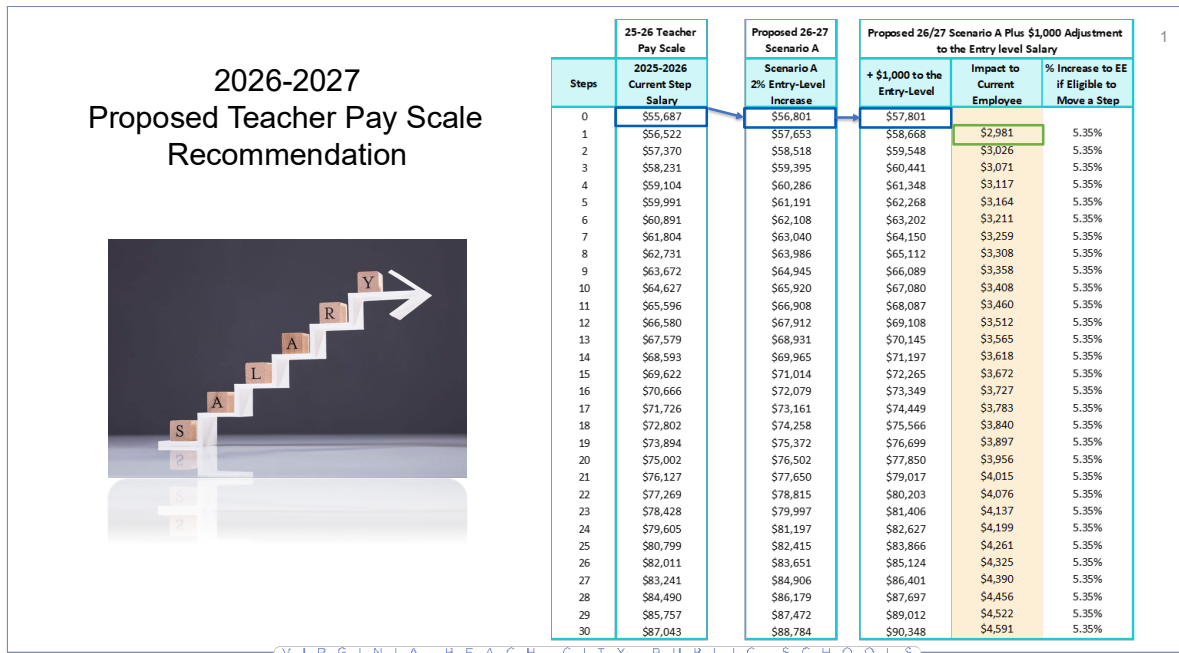 1
2026-2027
Proposed Teacher Pay Scale
Recommendation
S
A
L
A
R
Y
25-26 Teacher Pay Scale | Proposed 26-27 Scenario A | Proposed 26/27 Scenario A Plus $1,000 Adjustment to the Entry level Salary
Steps | 2025-2026 Current Step Salary | Scenario A 2% Entry-Level Increase | + $1,000 to the Entry-Level | Impact to Current Employee | % Increase to EE if Eligible to Move a Step
0 $55,687 $56,801 $57,801
1 $56,522 $57,653 $58,668 $2,981 5.35%
2 $57,370 $58,518 $59,548 $3,026 5.35%
3 $58,231 $59,395 $60,441 $3,071 5.35%
4 $59,104 $60,286 $61,348 $3,117 5.35%
5 $59,991 $61,191 $62,268 $3,164 5.35%
6 $60,891 $62,108 $63,202 $3,211 5.35%
7 $61,804 $63,040 $64,150 $3,259 5.35%
8 $62,731 $63,986 $65,112 $3,308 5.35%
9 $63,672 $64,945 $66,089 $3,358 5.35%
10 $64,627 $65,920 $67,080 $3,408 5.35%
11 $65,596 $66,908 $68,087 $3,460 5.35%
12 $66,580 $67,912 $69,108 $3,512 5.35%
13 $67,579 $68,931 $70,145 $3,565 5.35%
14 $68,593 $69,965 $71,197 $3,618 5.35%
15 $69,622 $71,014 $72,265 $3,672 5.35%
16 $70,666 $72,079 $73,349 $3,727 5.35%
17 $71,726 $73,161 $74,449 $3,783 5.35%
18 $72,802 $74,258 $75,566 $3,840 5.35%
19 $73,894 $75,372 $76,699 $3,897 5.35%
20 $75,002 $76,502 $77,850 $3,956 5.35%
21 $76,127 $77,650 $79,017 $4,015 5.35%
22 $77,269 $78,815 $80,203 $4,076 5.35%
23 $78,428 $79,997 $81,406 $4,137 5.35%
24 $79,605 $81,197 $82,627 $4,199 5.35%
25 $80,799 $82,415 $83,866 $4,261 5.35%
26 $82,011 $83,651 $85,124 $4,325 5.35%
27 $83,241 $84,906 $86,401 $4,390 5.35%
28 $84,490 $86,179 $87,697 $4,456 5.35%
29 $85,757 $87,472 $89,012 $4,522 5.35%
30 $87,043 $88,784 $90,348 $4,591 5.35%
VIRGINIA BEACH CITY PUBLIC SCHOOLS